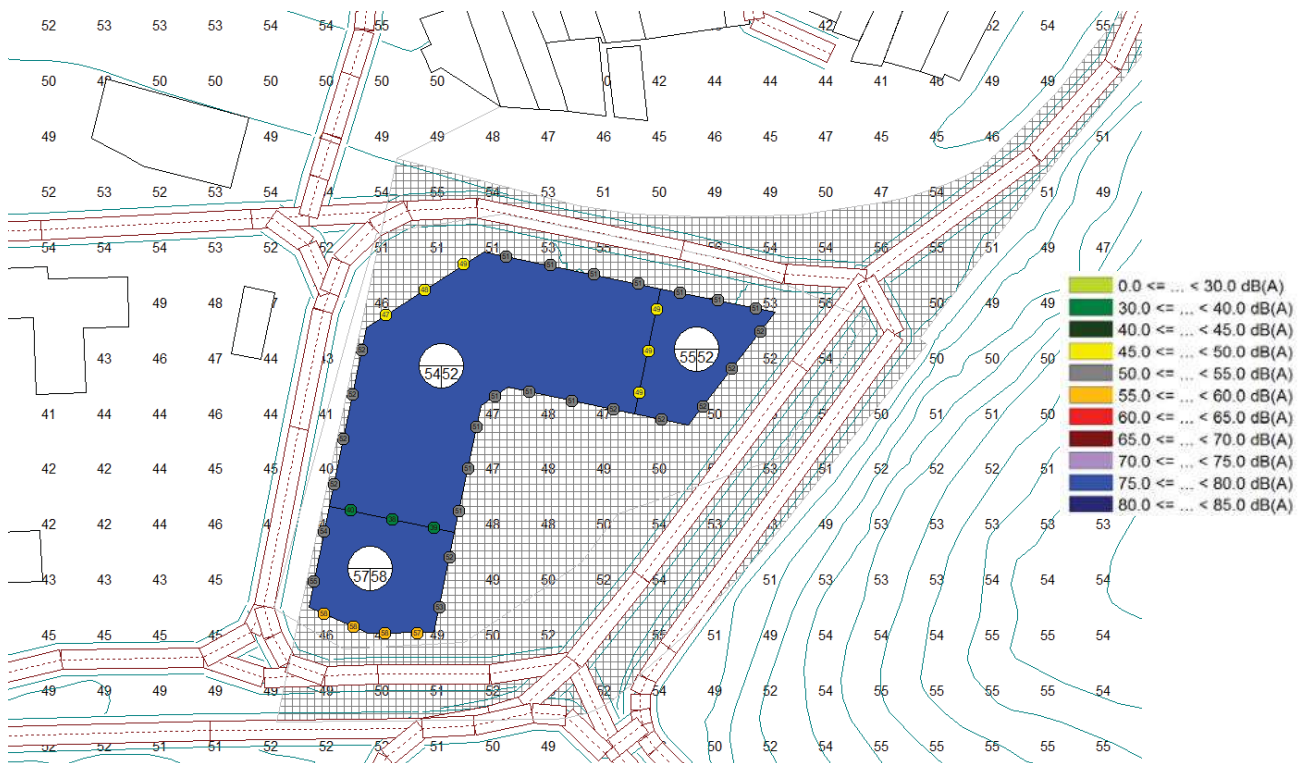 52 53 53 54 54 55 42 54 55
50 50 50 50 50 50 50 42 44 44 44 41 49
49 49 49 49 48 47 46 45 46 45 47 45 45 46 51
52 53 52 53 54 54 55 54 53 51 50 49 49 50 47 54 51 49
54 54 54 53 52 52 51 51 51 53 55 56 54 56 55 51 49 47
0.0 <= ... < 30.0 dB(A)
30.0 <= ... < 40.0 dB(A)
40.0 <= ... < 45.0 dB(A)
45.0 <= ... < 50.0 dB(A)
50.0 <= ... < 55.0 dB(A)
55.0 <= ... < 60.0 dB(A)
60.0 <= ... < 65.0 dB(A)
65.0 <= ... < 70.0 dB(A)
70.0 <= ... < 75.0 dB(A)
75.0 <= ... < 80.0 dB(A)
80.0 <= ... < 85.0 dB(A)
49 48 46 53 56 50 49 49
43 46 47 44 52 54 50 50 50
54 52
55 52
41 44 44 44 41 47 47 50 50 51 51 50
42 42 44 45 45 40 47 48 49 50 53 51 52 52 52 51
42 42 44 46 48 48 50 54 53 49 53 53 53 53 53
57 58
43 43 45 49 50 52 54 51 53 53 54 54 54
45 45 45 45 46 49 50 52 55 51 49 54 54 55 55 54
49 49 49 49 49 50 51 52 52 54 49 52 54 55 55 55 54
52 52 51 51 52 52 52 51 50 49 50 52 54 55 55 55 55